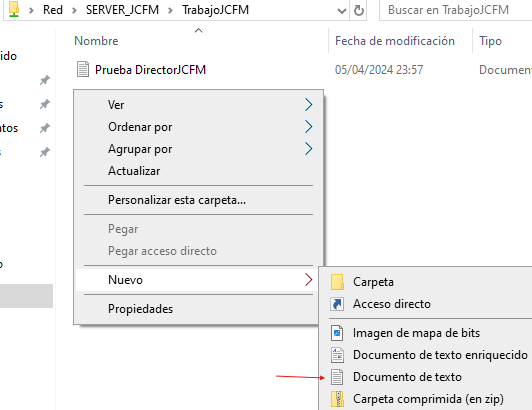 Red > SERVER_JCFM > TrabajoJCFM
Buscar en TrabajoJCFM
Nombre
Fecha de modificación
Tipo
Prueba DirectorJCFM
05/04/2024 23:57
Documen
ido
s
tos
s
o
Ver
Ordenar por
Agrupar por
Actualizar
Personalizar esta carpeta...
Pegar
Pegar acceso directo
Nuevo
Propiedades
Carpeta
Acceso directo
Imagen de mapa de bits
Documento de texto enriquecido
Documento de texto
Carpeta comprimida (en zip)